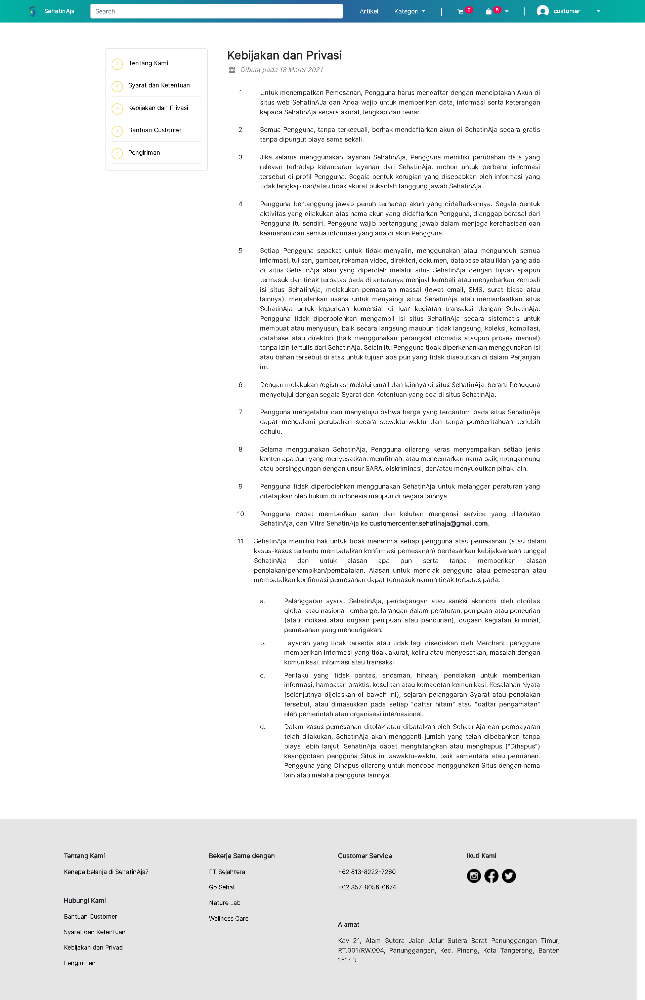 SehatinAja
Search
Artikel
Kategori
0
5
customer
Tentang Kami
Syarat dan Ketentuan
Kebijakan dan Privasi
Bantuan Customer
Pengiriman
Kebijakan dan Privasi
Dibuat pada 18 Maret 2021
1 Untuk menempatkan Pemesanan, Pengguna harus mendaftar dengan menciptakan Akun di
situs web SehatinAJa dan Anda wajib untuk memberikan data, informasi serta keterangan
kepada SehatinAja secara akurat, lengkap dan benar.
2 Semua Pengguna, tanpa terkecuali, berhak mendaftarkan akun di SehatinAja secara gratis
tanpa dipungut biaya sama sekali.
3 Jika selama menggunakan layanan SehatinAja, Pengguna memiliki perubahan data yang
relevan terhadap kelancaran layanan dari SehatinAja, mohon untuk perbarui informasi
tersebut di profil Pengguna. Segala bentuk kerugian yang disebabkan oleh informasi yang
tidak lengkap dan/atau tidak akurat bukanlah tanggung jawab SehatinAja.
4 Pengguna bertanggung jawab penuh terhadap akun yang didaftarkannya. Segala bentuk
aktivitas yang dilakukan atas nama akun yang didaftarkan Pengguna, dianggap berasal dari
Pengguna itu sendiri. Pengguna wajib bertanggung jawab dalam menjaga kerahasiaan dan
keamanan dari semua informasi yang ada di akun Pengguna.
5 Setiap Pengguna sepakat untuk tidak menyalin, menggunakan atau mengunduh semua
informasi, tulisan, gambar, rekaman video, direktori, dokumen, database atau iklan yang ada
di situs SehatinAja atau yang diperoleh melalui situs SehatinAja dengan tujuan apapun
termasuk dan tidak terbatas pada di antaranya menjual kembali atau menyebarkan kembali
isi situs SehatinAja, melakukan pemasaran massal (lewat email, SMS, surat biasa atau
lainnya), menjalankan usaha untuk menyaingi situs SehatinAja atau memanfaatkan situs
SehatinAja untuk keperluan komersial di luar kegiatan transaksi dengan SehatinAja.
Pengguna tidak diperbolehkan mengambil isi situs SehatinAja secara sistematis untuk
membuat atau menyusun, baik secara langsung maupun tidak langsung, koleksi, kompilasi,
database atau direktori (baik menggunakan perangkat otomatis ataupun proses manual)
tanpa izin tertulis dari SehatinAja. Selain itu Pengguna tidak diperkenankan menggunakan isi
atau bahan tersebut di atas untuk tujuan apa pun yang tidak disebutkan di dalam Perjanjian
ini.
6 Dengan melakukan registrasi melalui email dan lainnya di situs SehatinAja, berarti Pengguna
menyetujui dengan segala Syarat dan Ketentuan yang ada di situs SehatinAja.
7 Pengguna mengetahui dan menyetujui bahwa harga yang tercantum pada situs SehatinAja
dapat mengalami perubahan secara sewaktu-waktu dan tanpa pemberitahuan terlebih
dahulu.
8 Selama menggunakan SehatinAja, Pengguna dilarang keras menyampaikan setiap jenis
konten apa pun yang menyesatkan, memfitnah, atau mencemarkan nama baik, mengandung
atau bersinggungan dengan unsur SARA, diskriminasi, dan/atau menyudutkan pihak lain.
9 Pengguna tidak diperbolehkan menggunakan SehatinAja untuk melanggar peraturan yang
ditetapkan oleh hukum di Indonesia maupun di negara lainnya.
10 Pengguna dapat memberikan saran dan keluhan mengenai service yang dilakukan
SehatinAja, dan Mitra SehatinAja ke customercenter.sehatinaja@gmail.com.
11 SehatinAja memiliki hak untuk tidak menerima setiap pengguna atau pemesanan (atau dalam
kasus-kasus tertentu membatalkan konfirmasi pemesanan) berdasarkan kebijaksanaan tunggal
SehatinAja dan untuk alasan apa pun serta tanpa memberikan alasan
penolakan/penampikan/pembatalan. Alasan untuk menolak pengguna atau pemesanan atau
membatalkan konfirmasi pemesanan dapat termasuk namun tidak terbatas pada:
a. Pelanggaran syarat SehatinAja, perdagangan atau sanksi ekonomi oleh otoritas
global atau nasional, embargo, larangan dalam peraturan, penipuan atau pencurian
(atau indikasi atau dugaan penipuan atau pencurian), dugaan kegiatan kriminal,
pemesanan yang mencurigakan.
b. Layanan yang tidak tersedia atau tidak lagi disediakan oleh Merchant, pengguna
memberikan informasi yang tidak akurat, keliru atau menyesatkan, masalah dengan
komunikasi, informasi atau transaksi.
c. Perilaku yang tidak pantas, ancaman, hinaan, penolakan untuk memberikan
informasi, hambatan praktis, kesulitan atau kemacetan komunikasi, Kesalahan Nyata
(selanjutnya dijelaskan di bawah ini), sejarah pelanggaran Syarat atau penolakan
tersebut, atau dimasukkan pada setiap "daftar hitam" atau "daftar pengamatan"
oleh pemerintah atau organisasi internasional.
d. Dalam kasus pemesanan ditolak atau dibatalkan oleh SehatinAja dan pembayaran
telah dilakukan, SehatinAja akan mengganti jumlah yang telah dibebankan tanpa
biaya lebih lanjut. SehatinAja dapat menghilangkan atau menghapus ("Dihapus")
keanggotaan pengguna Situs ini sewaktu-waktu, baik sementara atau permanen.
Pengguna yang Dihapus dilarang untuk mencoba menggunakan Situs dengan nama
lain atau melalui pengguna lainnya.
Tentang Kami
Kenapa belanja di SehatinAja?
Hubungi Kami
Bantuan Customer
Syarat dan Ketentuan
Kebijakan dan Privasi
Pengiriman
Bekerja Sama dengan
PT Sejahtera
Go Sehat
Nature Lab
Wellness Care
Customer Service
+62 813-8222-7260
+62 857-8056-6674
Ikuti Kami
Alamat
Kav 21, Alam Sutera Jalan Jalur Sutera Barat Panunggangan Timur,
RT.001/RW.004, Panunggangan, Kec. Pinang, Kota Tangerang, Banten
15143